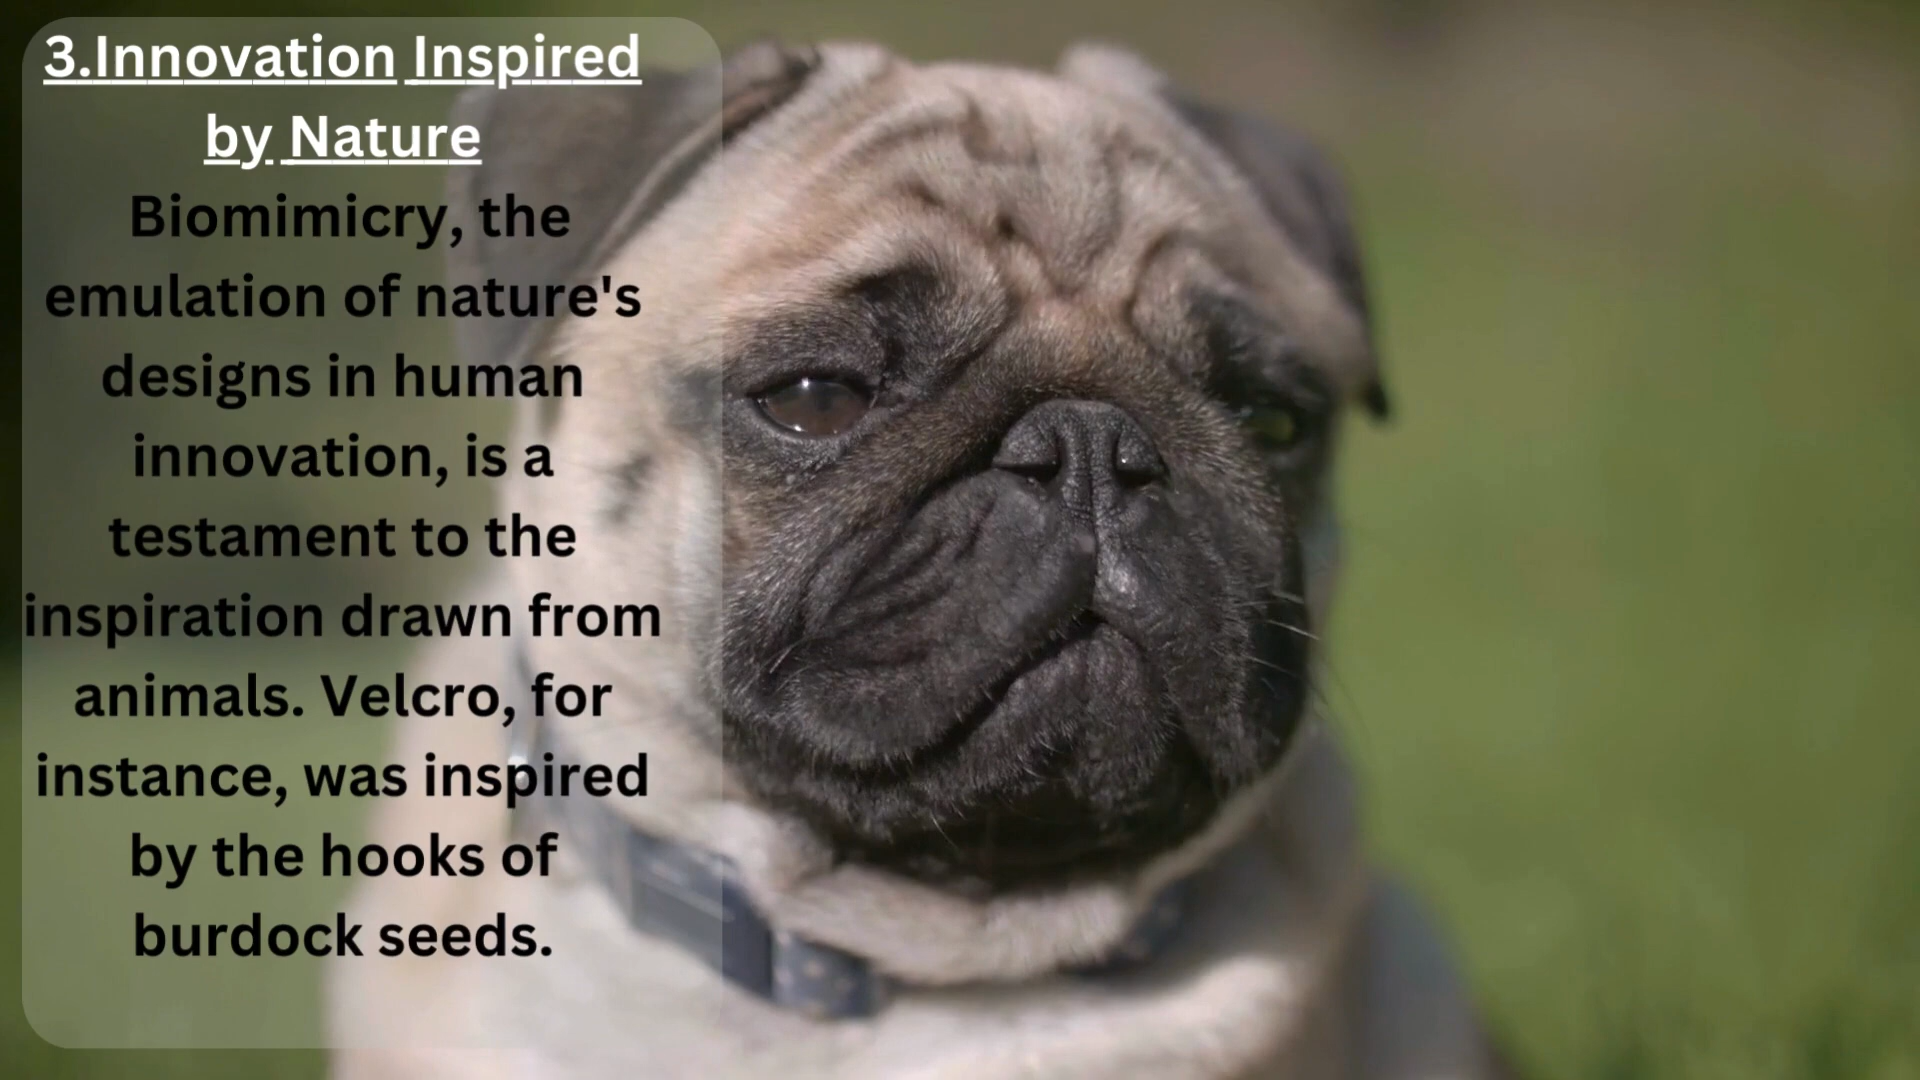 3.Innovation Inspired
by Nature
Biomimicry, the
emulation of nature's
designs in human
innovation, is a
testament to the
inspiration drawn from
animals. Velcro, for
instance, was inspired
by the hooks of
burdock seeds.